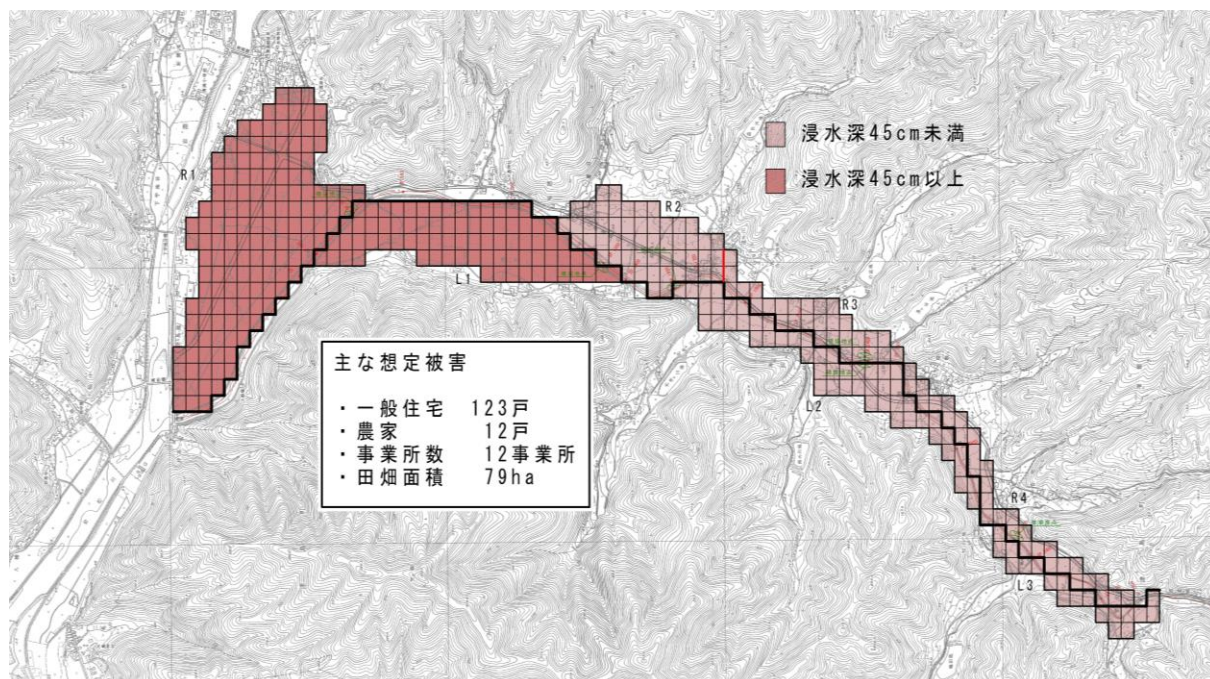 浸水深45cm未満
浸水深45cm以上
R1
R2
L1
R3
L2
R4
L3
主な想定被害
・一般住宅 123戸
・農家 12戸
・事業所数 12事業所
・田畑面積 79ha